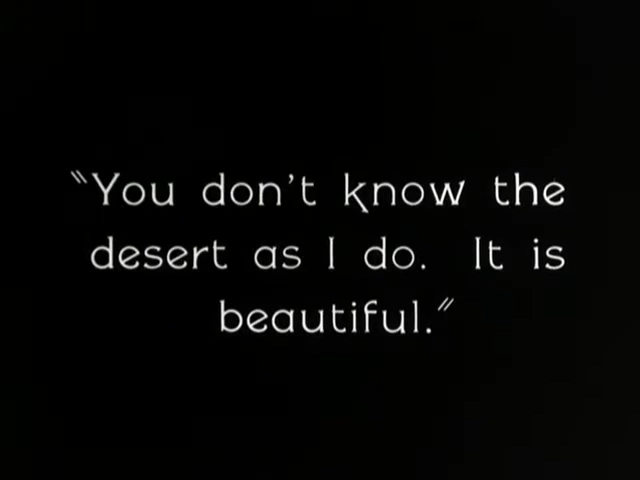 "You don't know the
desert as I do. It is
beautiful."